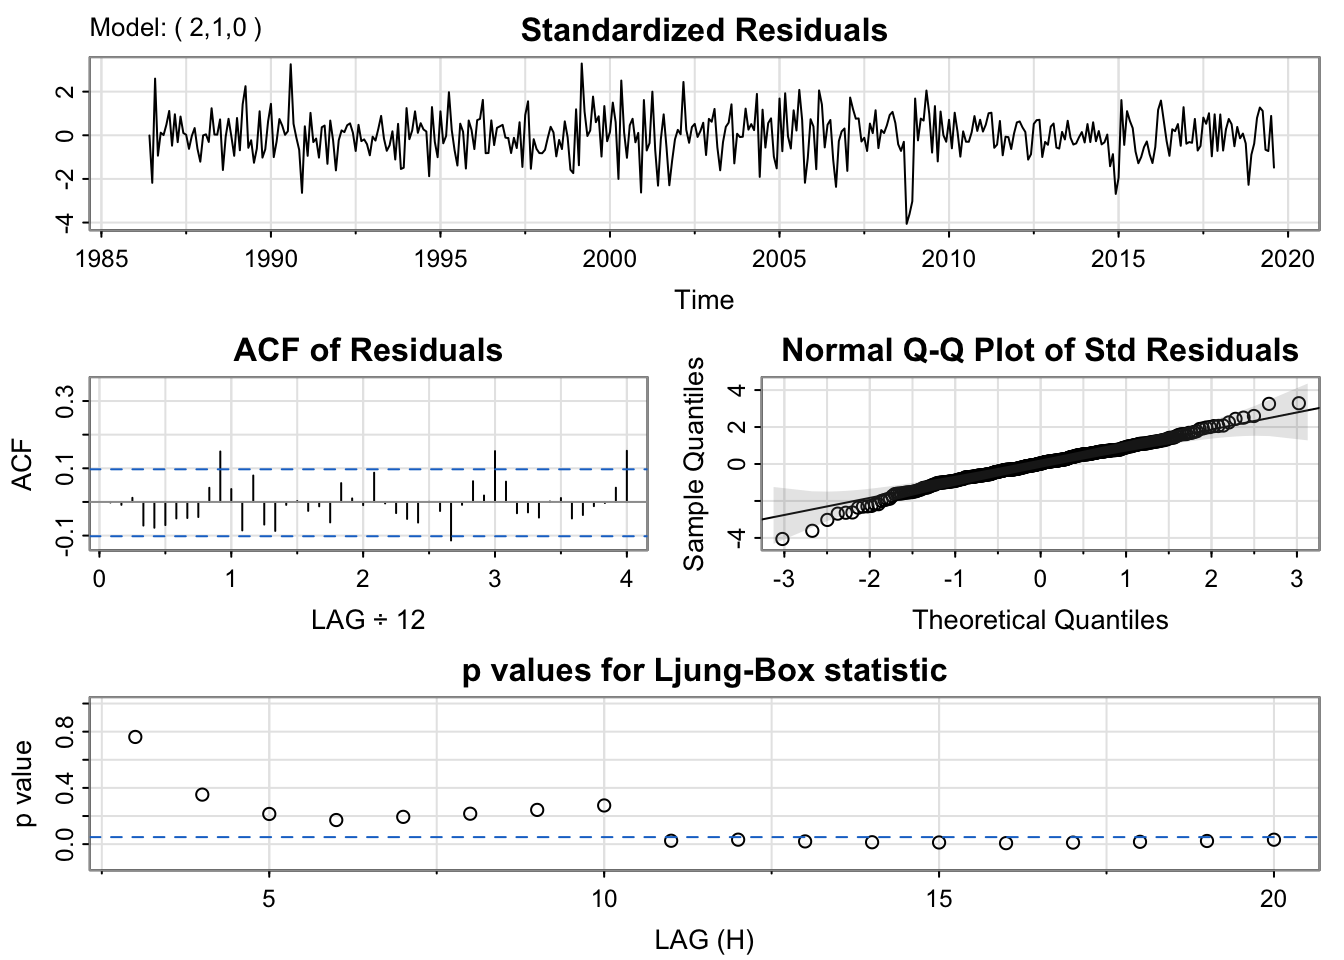 Model: ( 2,1,0 )
Standardized Residuals
2
0
-2
-4
1985 1990 1995 2000 2005 2010 2015 2020
Time
ACF of Residuals
ACF
0.3
0.1
-0.1
0 1 2 3 4
LAG ÷ 12
Normal Q-Q Plot of Std Residuals
Sample Quantiles
4
2
0
-4
-3 -2 -1 0 1 2 3
Theoretical Quantiles
p values for Ljung-Box statistic
p value
0.8
0.4
0.0
5 10 15 20
LAG (H)